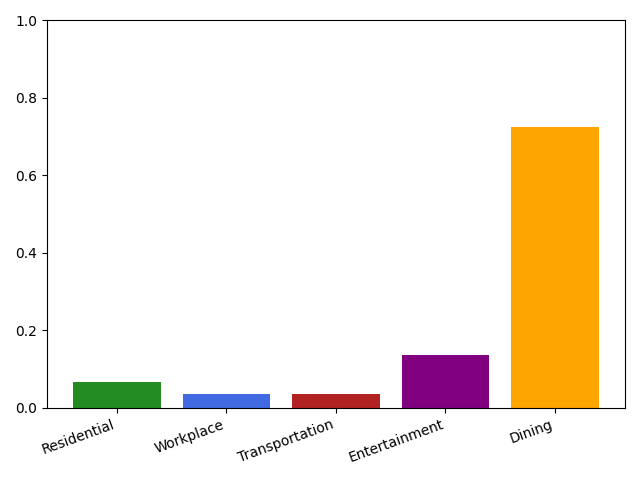 1.0
0.8
0.6
0.4
0.2
0.0
Residential
Workplace
Transportation
Entertainment
Dining